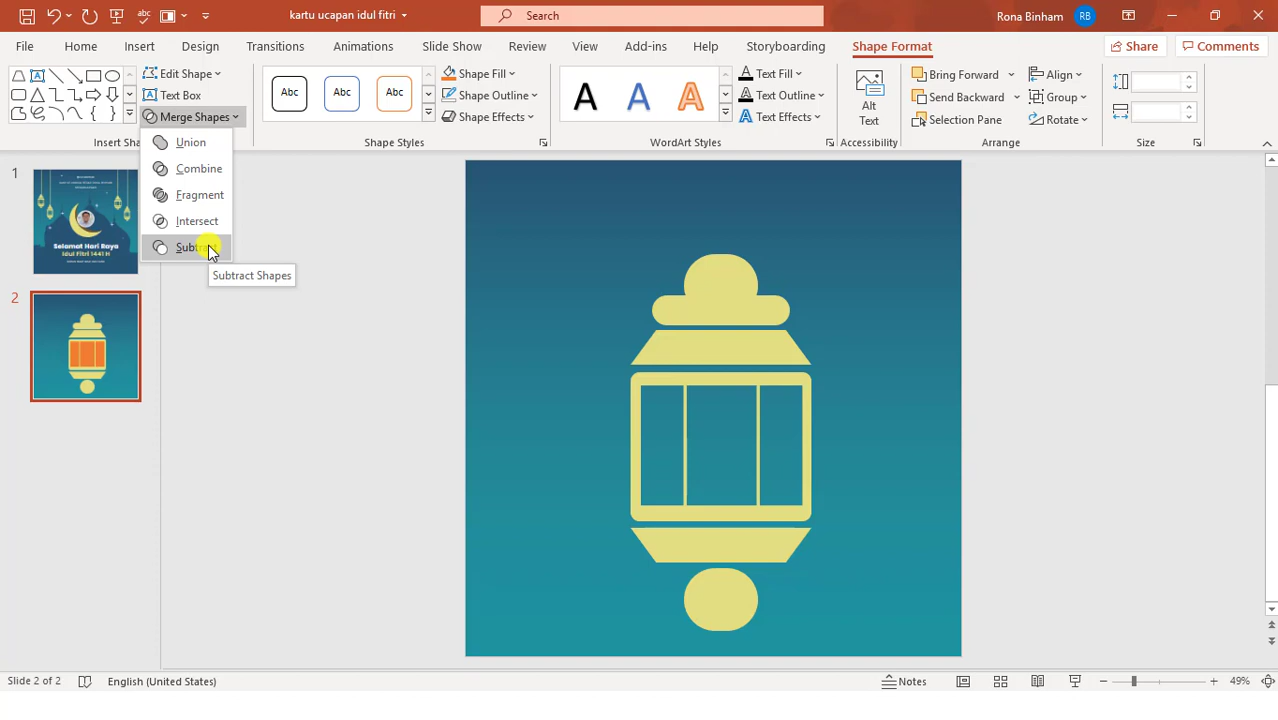 kartu ucapan idul fitri
Search
Rona Binham
RB
File
Home
Insert
Design
Transitions
Animations
Slide Show
Review
View
Add-ins
Help
Storyboarding
Shape Format
Share
Comments
Edit Shape
Text Box
Merge Shapes
Abc
Abc
Abc
Shape Fill
Shape Outline
Shape Effects
A
A
A
Text Fill
Text Outline
Text Effects
Alt
Text
Bring Forward
Send Backward
Selection Pane
Align
Group
Rotate
Insert Sha
Shape Styles
WordArt Styles
Accessibility
Arrange
Size
Union
Combine
Fragment
Intersect
Subtract
Subtract Shapes
1
Selamat Hari Raya
Idul Fitri 1441 H
2
Slide 2 of 2
English (United States)
Notes
49%